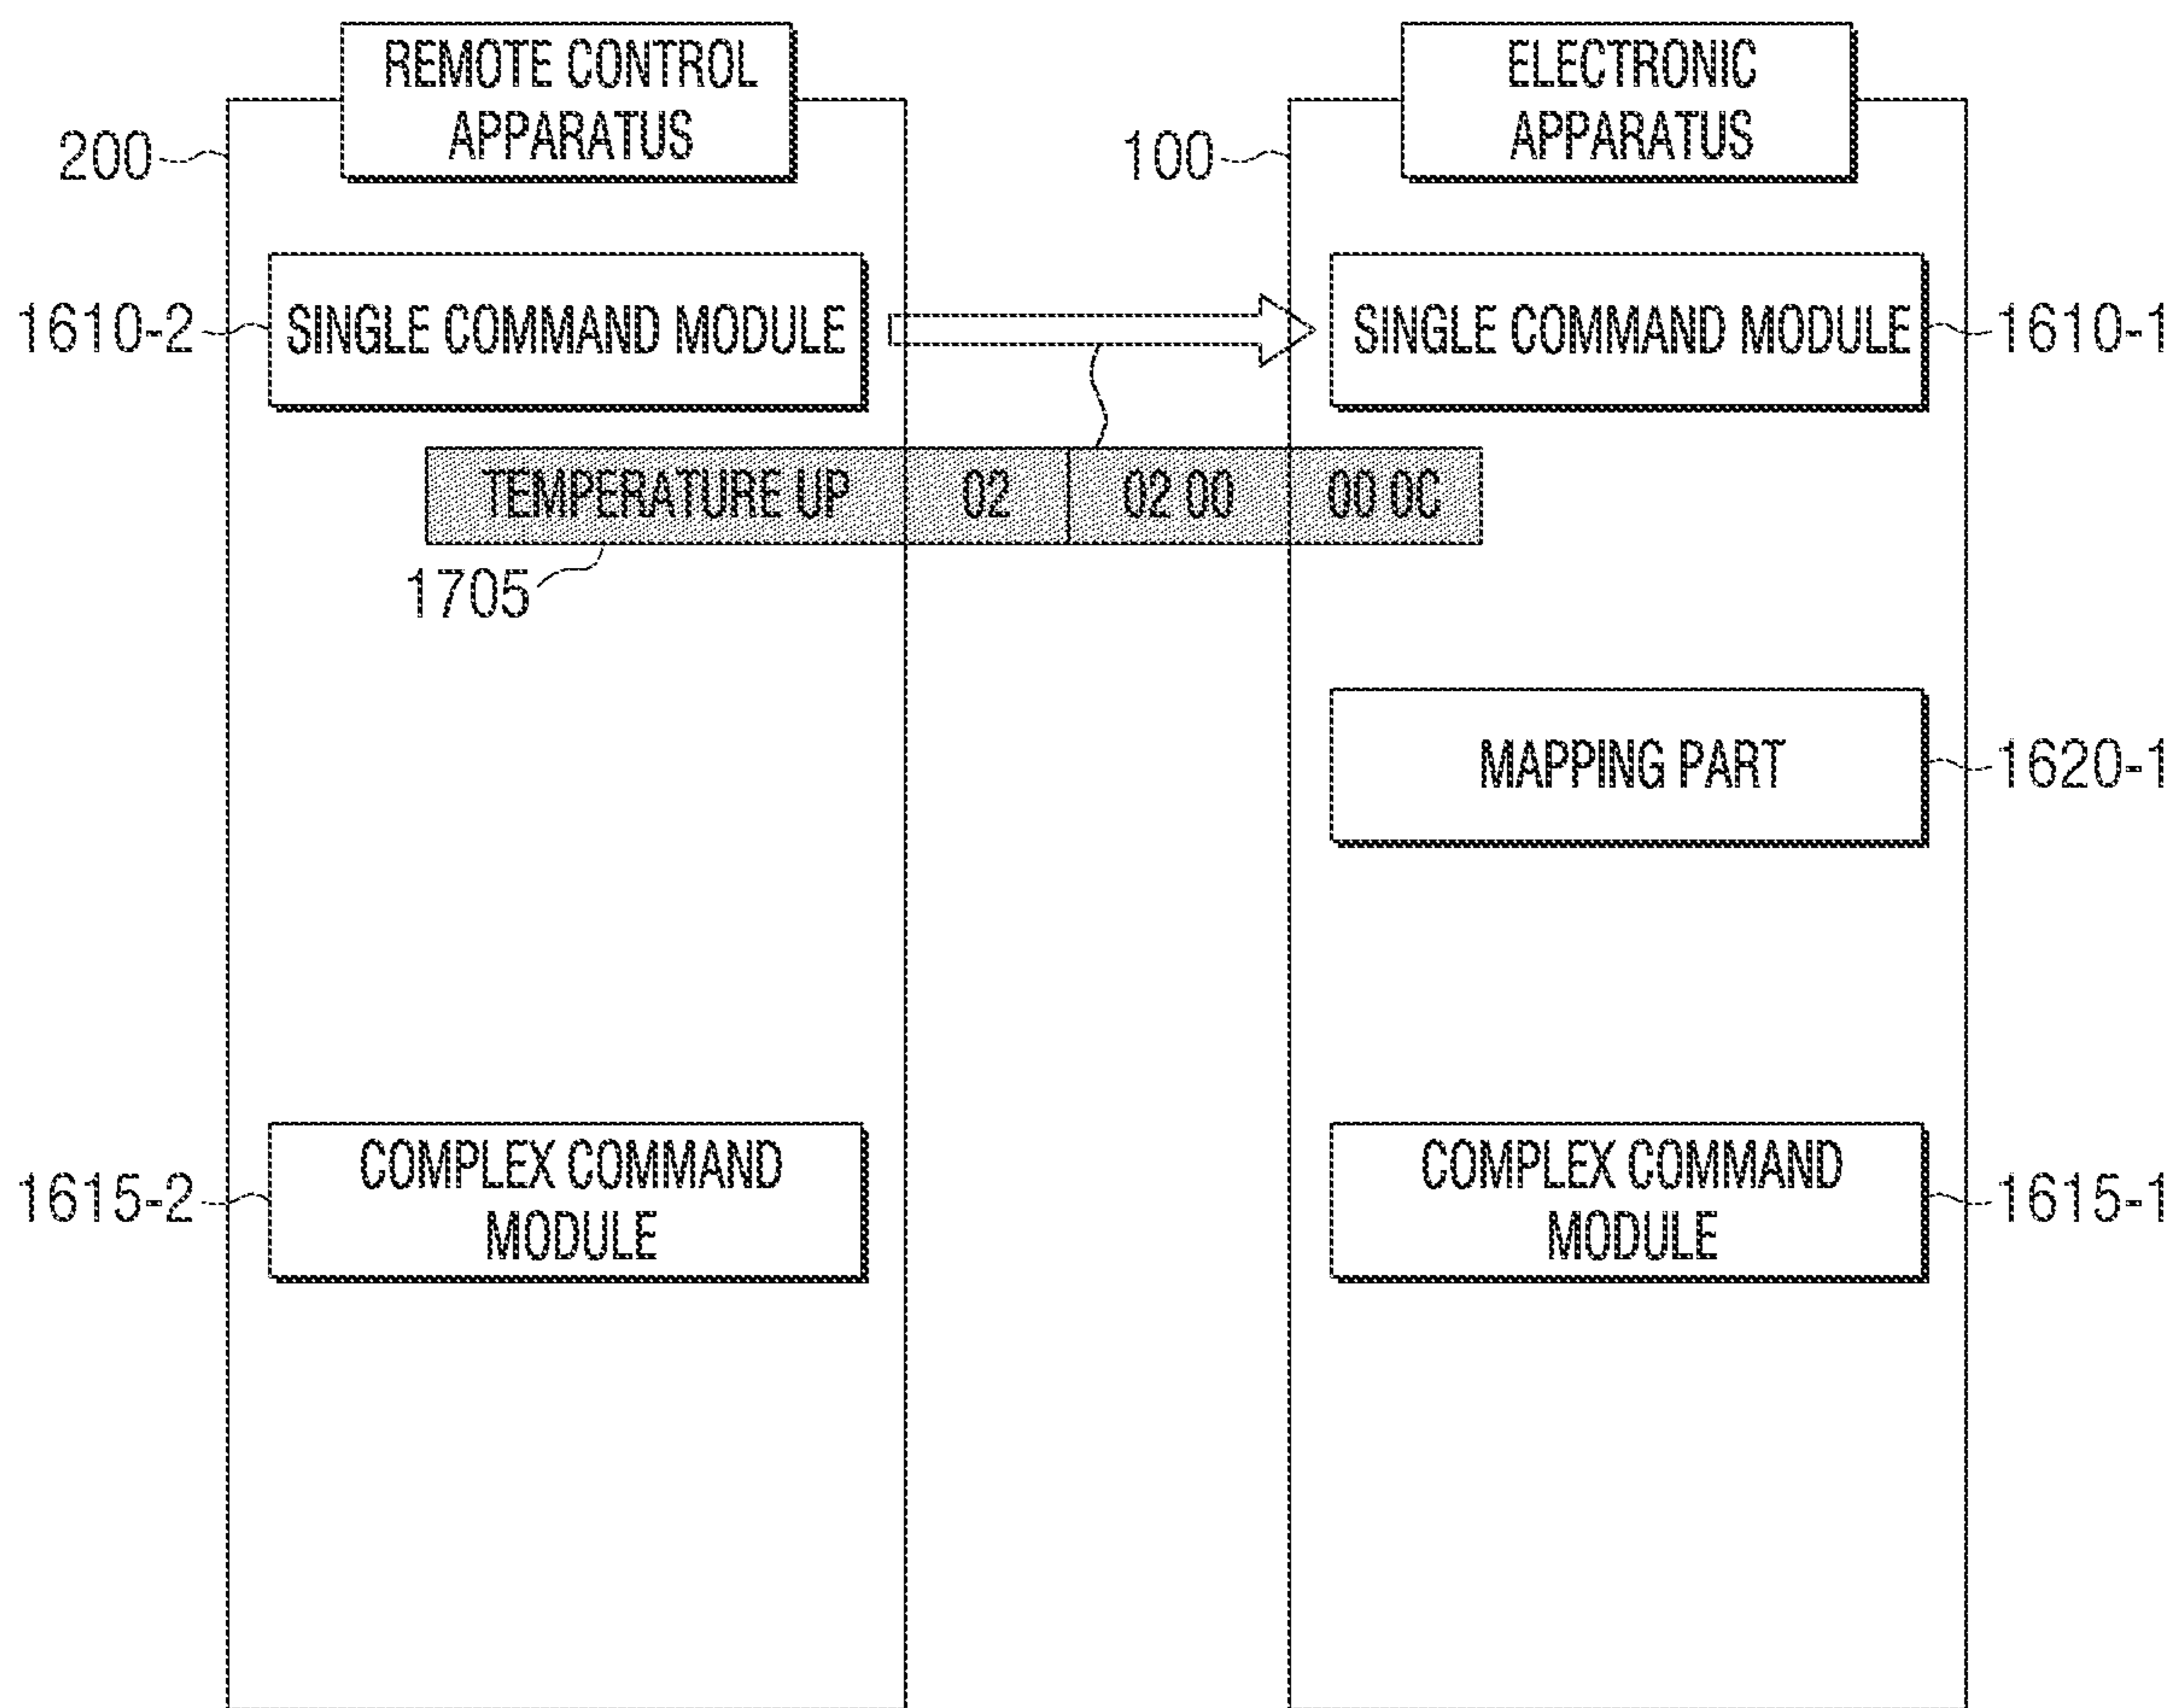 REMOTE CONTROL
APPARATUS
ELECTRONIC
APPARATUS
200
100
1610-2
SINGLE COMMAND MODULE
SINGLE COMMAND MODULE
1610-1
TEMPERATURE UP 02 02 00 00 0C
1705
MAPPING PART
1620-1
1615-2
COMPLEX COMMAND
MODULE
COMPLEX COMMAND
MODULE
1615-1